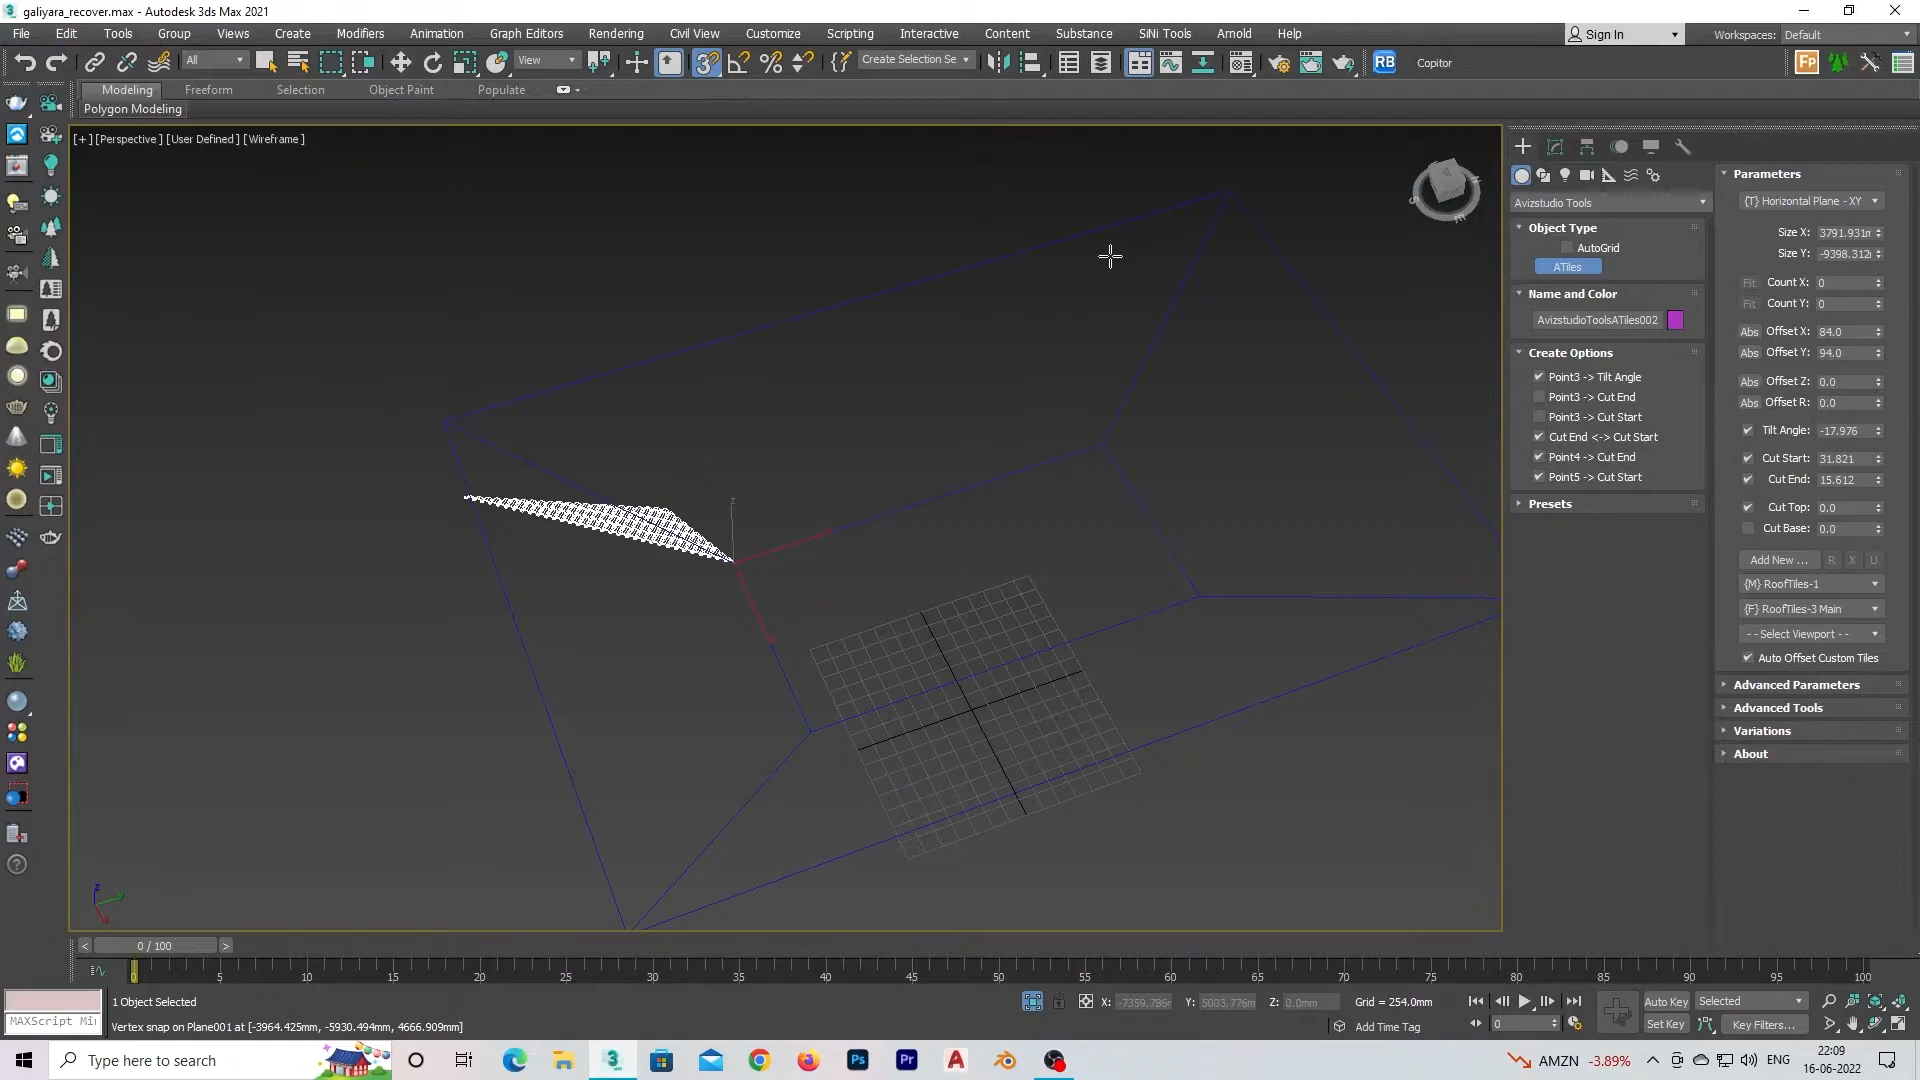 galiyara_recover.max - Autodesk 3ds Max 2021
File Edit Tools Group Views Create Modifiers Animation Graph Editors Rendering Civil View Customize Scripting Interactive Content Substance SiNi Tools Arnold Help
Sign In
Workspaces: Default
All
View
Create Selection Se
RB
Copitor
Fp
Modeling Freeform Selection Object Paint Populate
Polygon Modeling
[+] [Perspective] [User Defined] [Wireframe]
Avizstudio Tools
Object Type
AutoGrid
ATiles
Name and Color
AvizstudioToolsATiles002
Create Options
Point3 -> Tilt Angle
Point3 -> Cut End
Point3 -> Cut Start
Cut End <-> Cut Start
Point4 -> Cut End
Point5 -> Cut Start
Presets
Parameters
{T} Horizontal Plane - XY
Size X: 3791.931
Size Y: -9398.312
Fit Count X: 0
Fit Count Y: 0
Abs Offset X: 84.0
Abs Offset Y: 94.0
Abs Offset Z: 0.0
Abs Offset R: 0.0
Tilt Angle: -17.976
Cut Start: 31.821
Cut End: 15.612
Cut Top: 0.0
Cut Base: 0.0
Add New ... R X U
{M} RoofTiles-1
{F} RoofTiles-3 Main
- - Select Viewport - -
Auto Offset Custom Tiles
Advanced Parameters
Advanced Tools
Variations
About
< 0 / 100 >
0 5 10 15 20 25 30 35 40 45 50 55 60 65 70 75 80 85 90 95 100
1 Object Selected
X: -7359.786 Y: 5003.776m Z: 0.0mm Grid = 254.0mm
Auto Key Selected
MAXScript Mi
Vertex snap on Plane001 at [-3964.425mm, -5930.494mm, 4666.909mm]
Add Time Tag
0
Set Key Key Filters...
Type here to search
Ps Pr A
AMZN -3.89%
ENG
22:09
16-06-2022